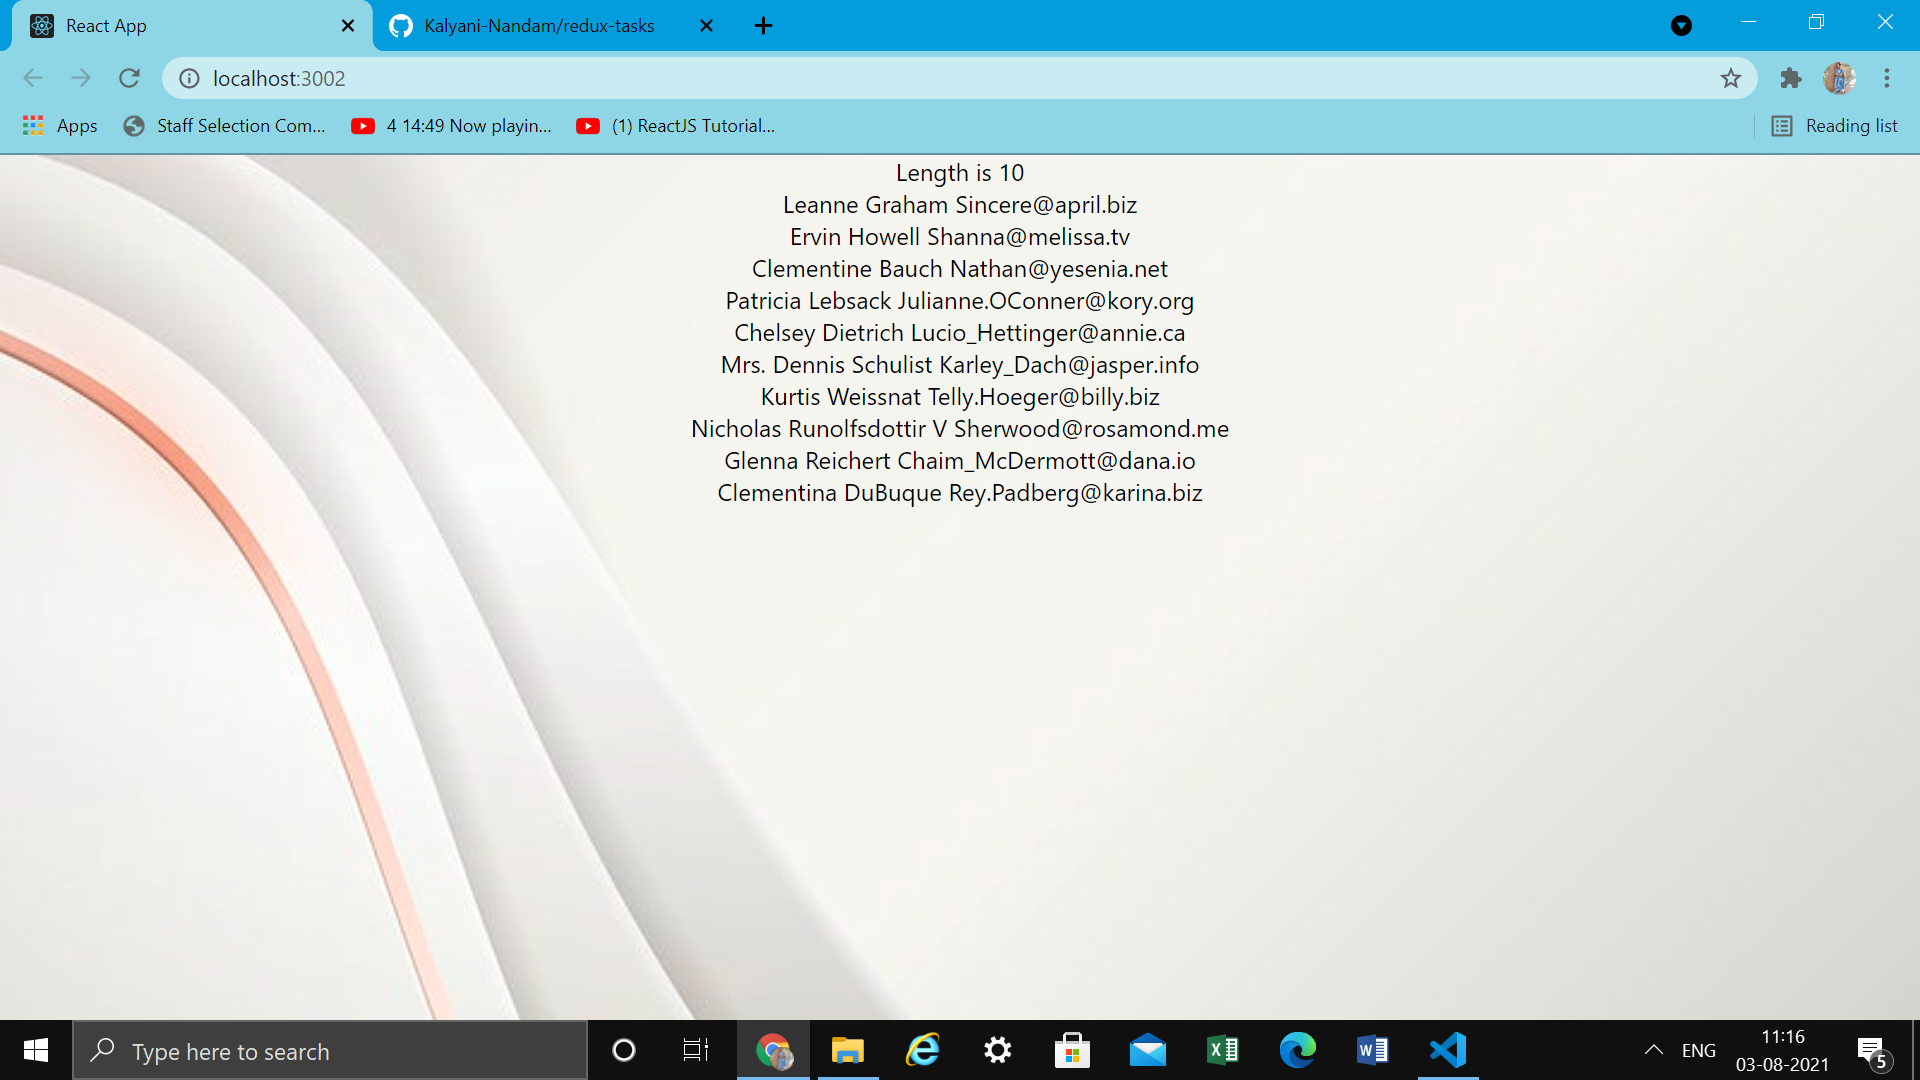 React App
Kalyani-Nandam/redux-tasks
localhost:3002
Apps
Staff Selection Com...
4 14:49 Now playin...
(1) ReactJS Tutorial...
Reading list
Length is 10
Leanne Graham Sincere@april.biz
Ervin Howell Shanna@melissa.tv
Clementine Bauch Nathan@yesenia.net
Patricia Lebsack Julianne.OConner@kory.org
Chelsey Dietrich Lucio_Hettinger@annie.ca
Mrs. Dennis Schulist Karley_Dach@jasper.info
Kurtis Weissnat Telly.Hoeger@billy.biz
Nicholas Runolfsdottir V Sherwood@rosamond.me
Glenna Reichert Chaim_McDermott@dana.io
Clementina DuBuque Rey.Padberg@karina.biz
Type here to search
ENG
11:16
03-08-2021
5